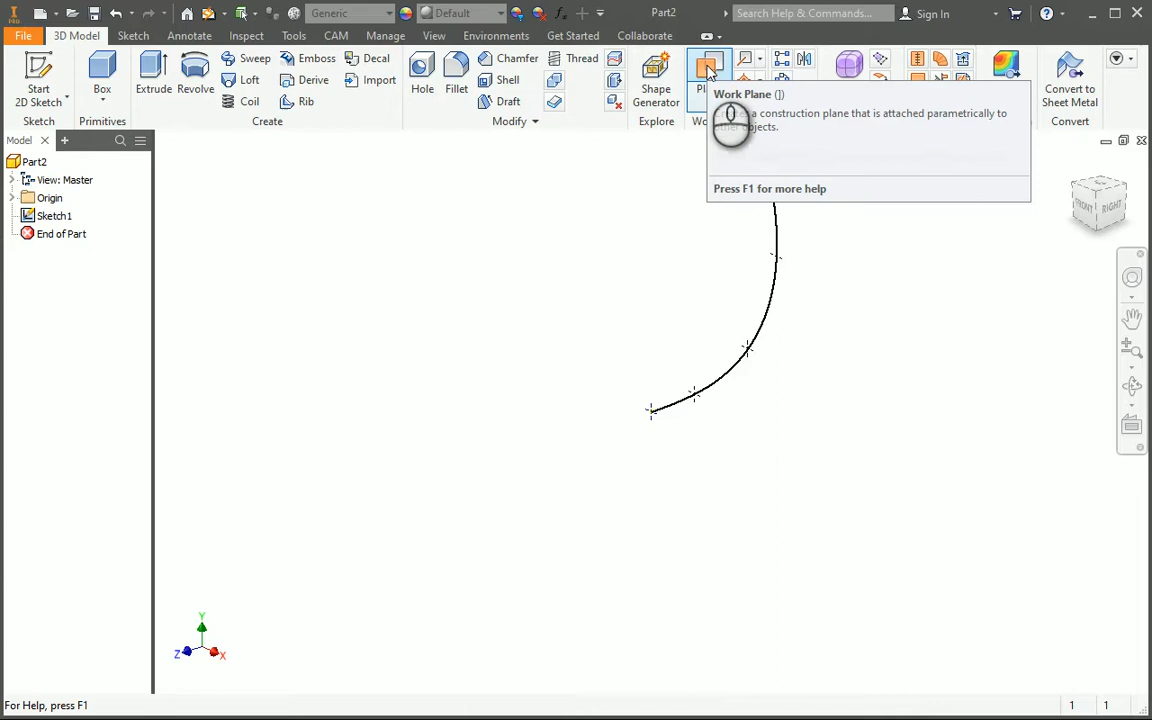 PRO
Generic
Default
Part2
Search Help & Commands...
Sign In
File
3D Model
Sketch
Annotate
Inspect
Tools
CAM
Manage
View
Environments
Get Started
Collaborate
Start
2D Sketch
Box
Extrude
Revolve
Sweep
Loft
Coil
Emboss
Derive
Rib
Decal
Import
Hole
Fillet
Chamfer
Shell
Draft
Thread
Shape
Generator
Convert to
Sheet Metal
Sketch
Primitives
Create
Modify
Explore
Convert
Work Plane (])
a construction plane that is attached parametrically to
objects.
Press F1 for more help
Model
Part2
View: Master
Origin
Sketch1
End of Part
FRONT
RIGHT
Y
Z
X
For Help, press F1
1
1